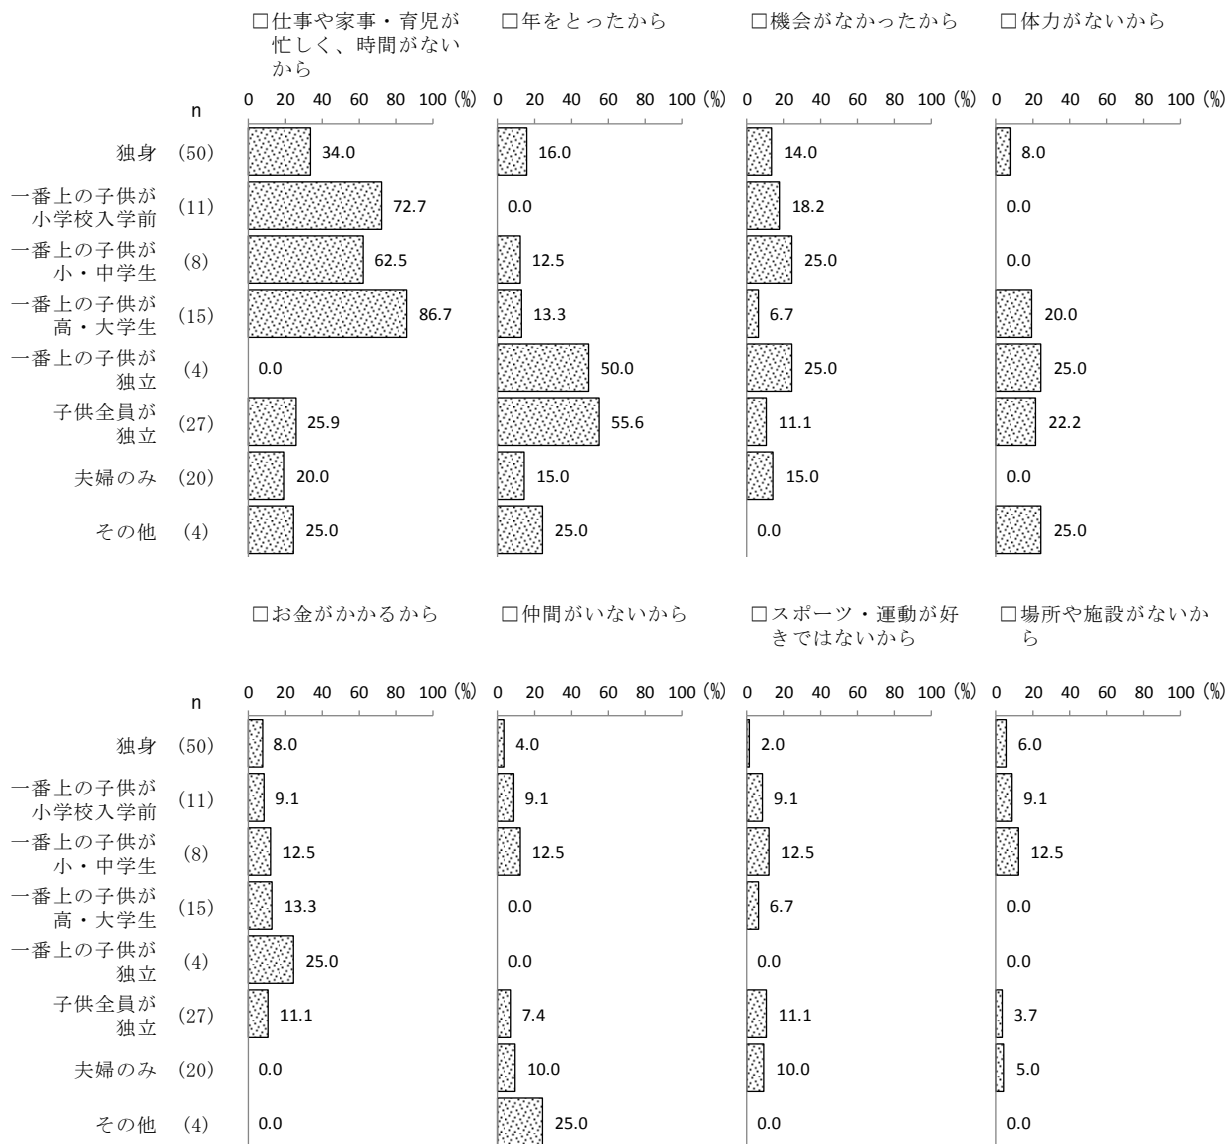 □仕事や家事・育児が
忙しく、時間がない
から
□年をとったから
□機会がなかったから
□体力がないから
n
0 20 40 60 80 100 (%)
0 20 40 60 80 100 (%)
0 20 40 60 80 100 (%)
0 20 40 60 80 100 (%)
独身 (50) 34.0 16.0 14.0 8.0
一番上の子供が
小学校入学前 (11) 72.7 0.0 18.2 0.0
一番上の子供が
小・中学生 (8) 62.5 12.5 25.0 0.0
一番上の子供が
高・大学生 (15) 86.7 13.3 6.7 20.0
一番上の子供が
独立 (4) 0.0 50.0 25.0 25.0
子供全員が
独立 (27) 25.9 55.6 11.1 22.2
夫婦のみ (20) 20.0 15.0 15.0 0.0
その他 (4) 25.0 25.0 0.0 25.0
□お金がかかるから
□仲間がいないから
□スポーツ・運動が好
きではないから
□場所や施設がないか
ら
n
0 20 40 60 80 100 (%)
0 20 40 60 80 100 (%)
0 20 40 60 80 100 (%)
0 20 40 60 80 100 (%)
独身 (50) 8.0 4.0 2.0 6.0
一番上の子供が
小学校入学前 (11) 9.1 9.1 9.1 9.1
一番上の子供が
小・中学生 (8) 12.5 12.5 12.5 12.5
一番上の子供が
高・大学生 (15) 13.3 0.0 6.7 0.0
一番上の子供が
独立 (4) 25.0 0.0 0.0 0.0
子供全員が
独立 (27) 11.1 7.4 11.1 3.7
夫婦のみ (20) 0.0 10.0 10.0 5.0
その他 (4) 0.0 25.0 0.0 0.0